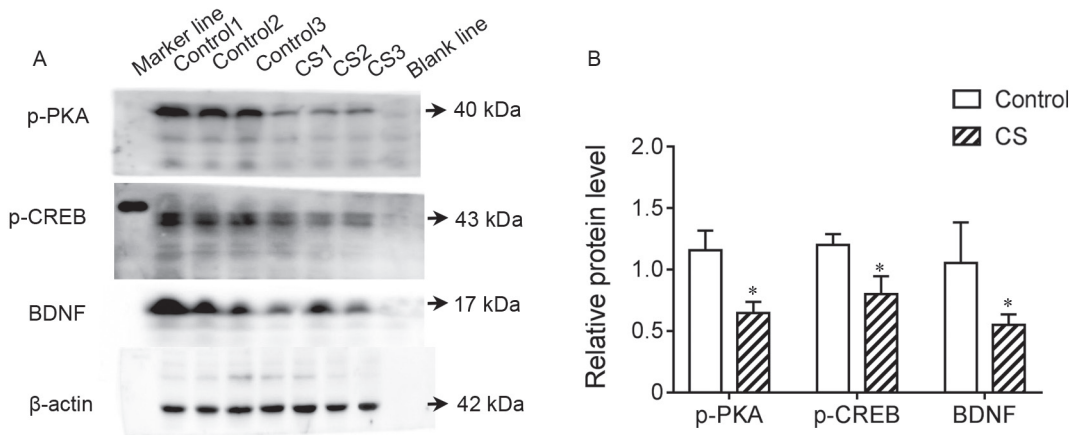 A
Marker line
Control1
Control2
Control3
CS1
CS2
CS3
Blank line
p-PKA
40 kDa
p-CREB
43 kDa
BDNF
17 kDa
β-actin
42 kDa
B
Control
CS
Relative protein level
2.0
1.5
1.0
0.5
0
*
*
*
p-PKA
p-CREB
BDNF